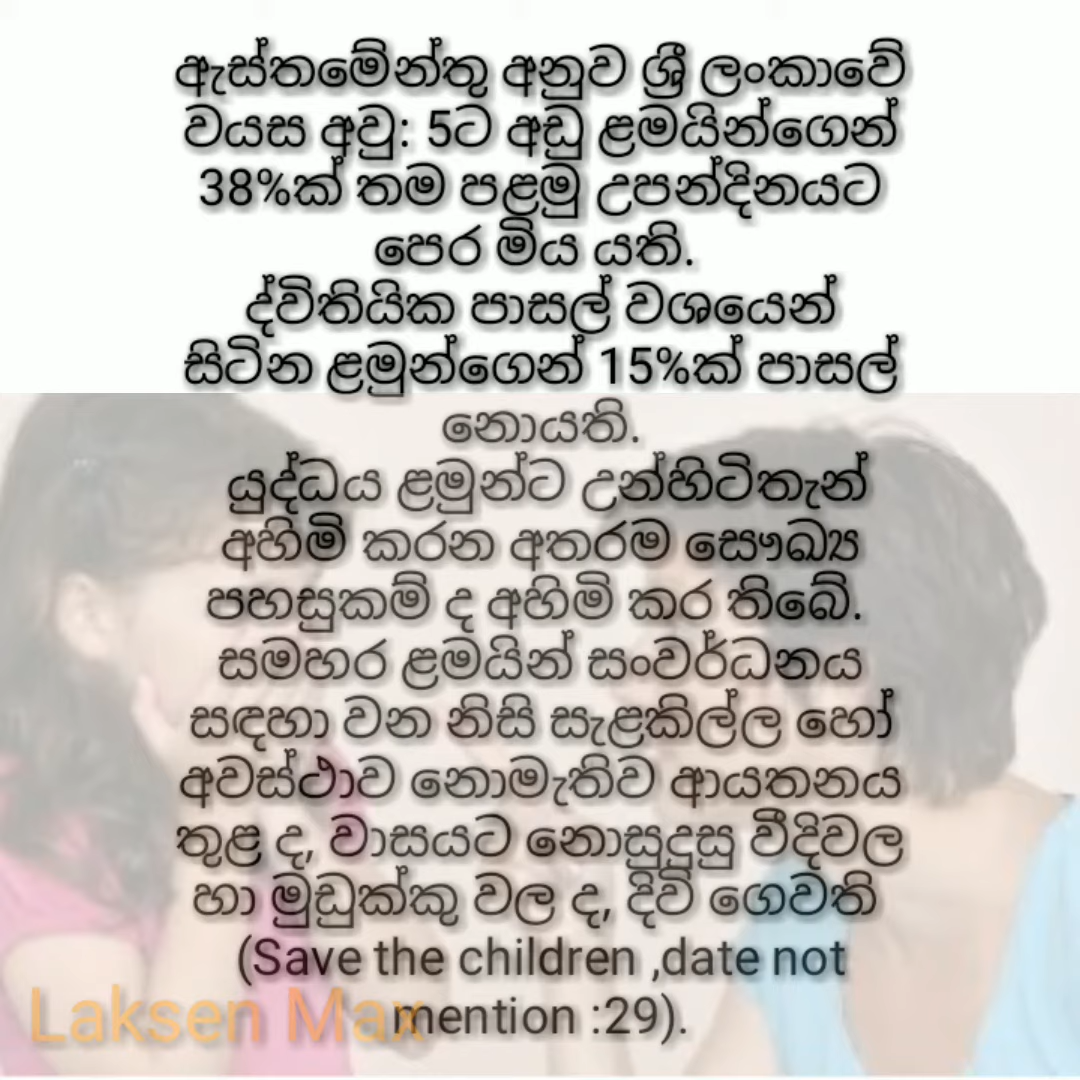 ඇස්තමේන්තු අනුව ශ්‍රී ලංකාවේ
වයස අවු: 5ට අඩු ළමයින්ගෙන්
38%ක් තම පළමු උපන්දිනයට
පෙර මිය යති.
ද්විතියික පාසල් වශයෙන්
සිටින ළමුන්ගෙන් 15%ක් පාසල්
නොයති.
යුද්ධය ළමුන්ට උන්හිටිතැන්
අහිමි කරන අතරම සෞඛ්‍ය
පහසුකම් ද අහිමි කර තිබේ.
සමහර ළමයින් සංවර්ධනය
සඳහා වන නිසි සැළකිල්ල හෝ
අවස්ථාව නොමැතිව ආයතනය
තුළ ද, වාසයට නොසුදුසු වීදිවල
හා මුඩුක්කු වල ද, දිවි ගෙවති
(Save the children ,date not
mention :29).
Laksen Max